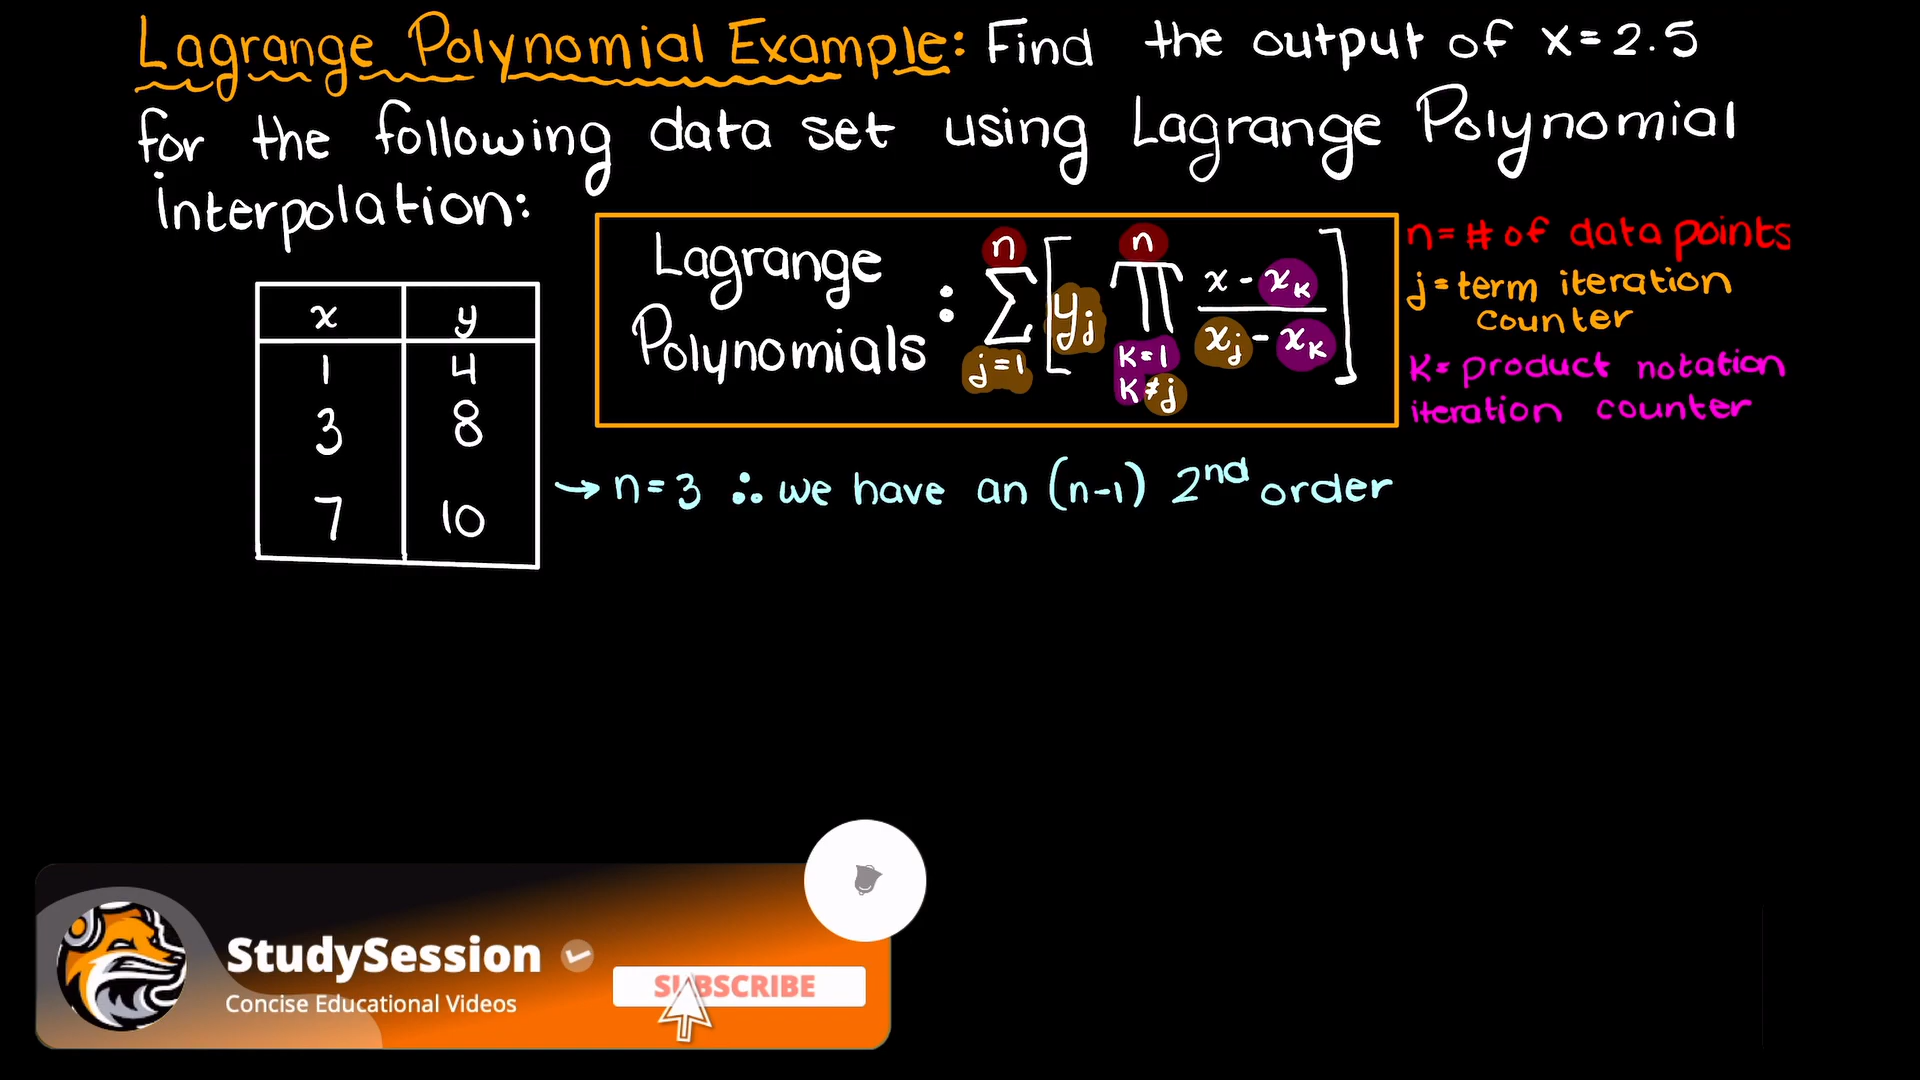 Lagrange Polynomial Example: Find the output of x=2.5
for the following data set using Lagrange Polynomial
interpolation:
x y
1 4
3 8
7 10
Lagrange
Polynomials :
n
Σ
j=1
[ y_j
n
∏
k=1
k≠j
x - x_k
x_j - x_k
]
n=# of data points
j=term iteration
counter
k= product notation
iteration counter
→ n=3 ∴ we have an (n-1) 2nd order
StudySession
Concise Educational Videos
SUBSCRIBE